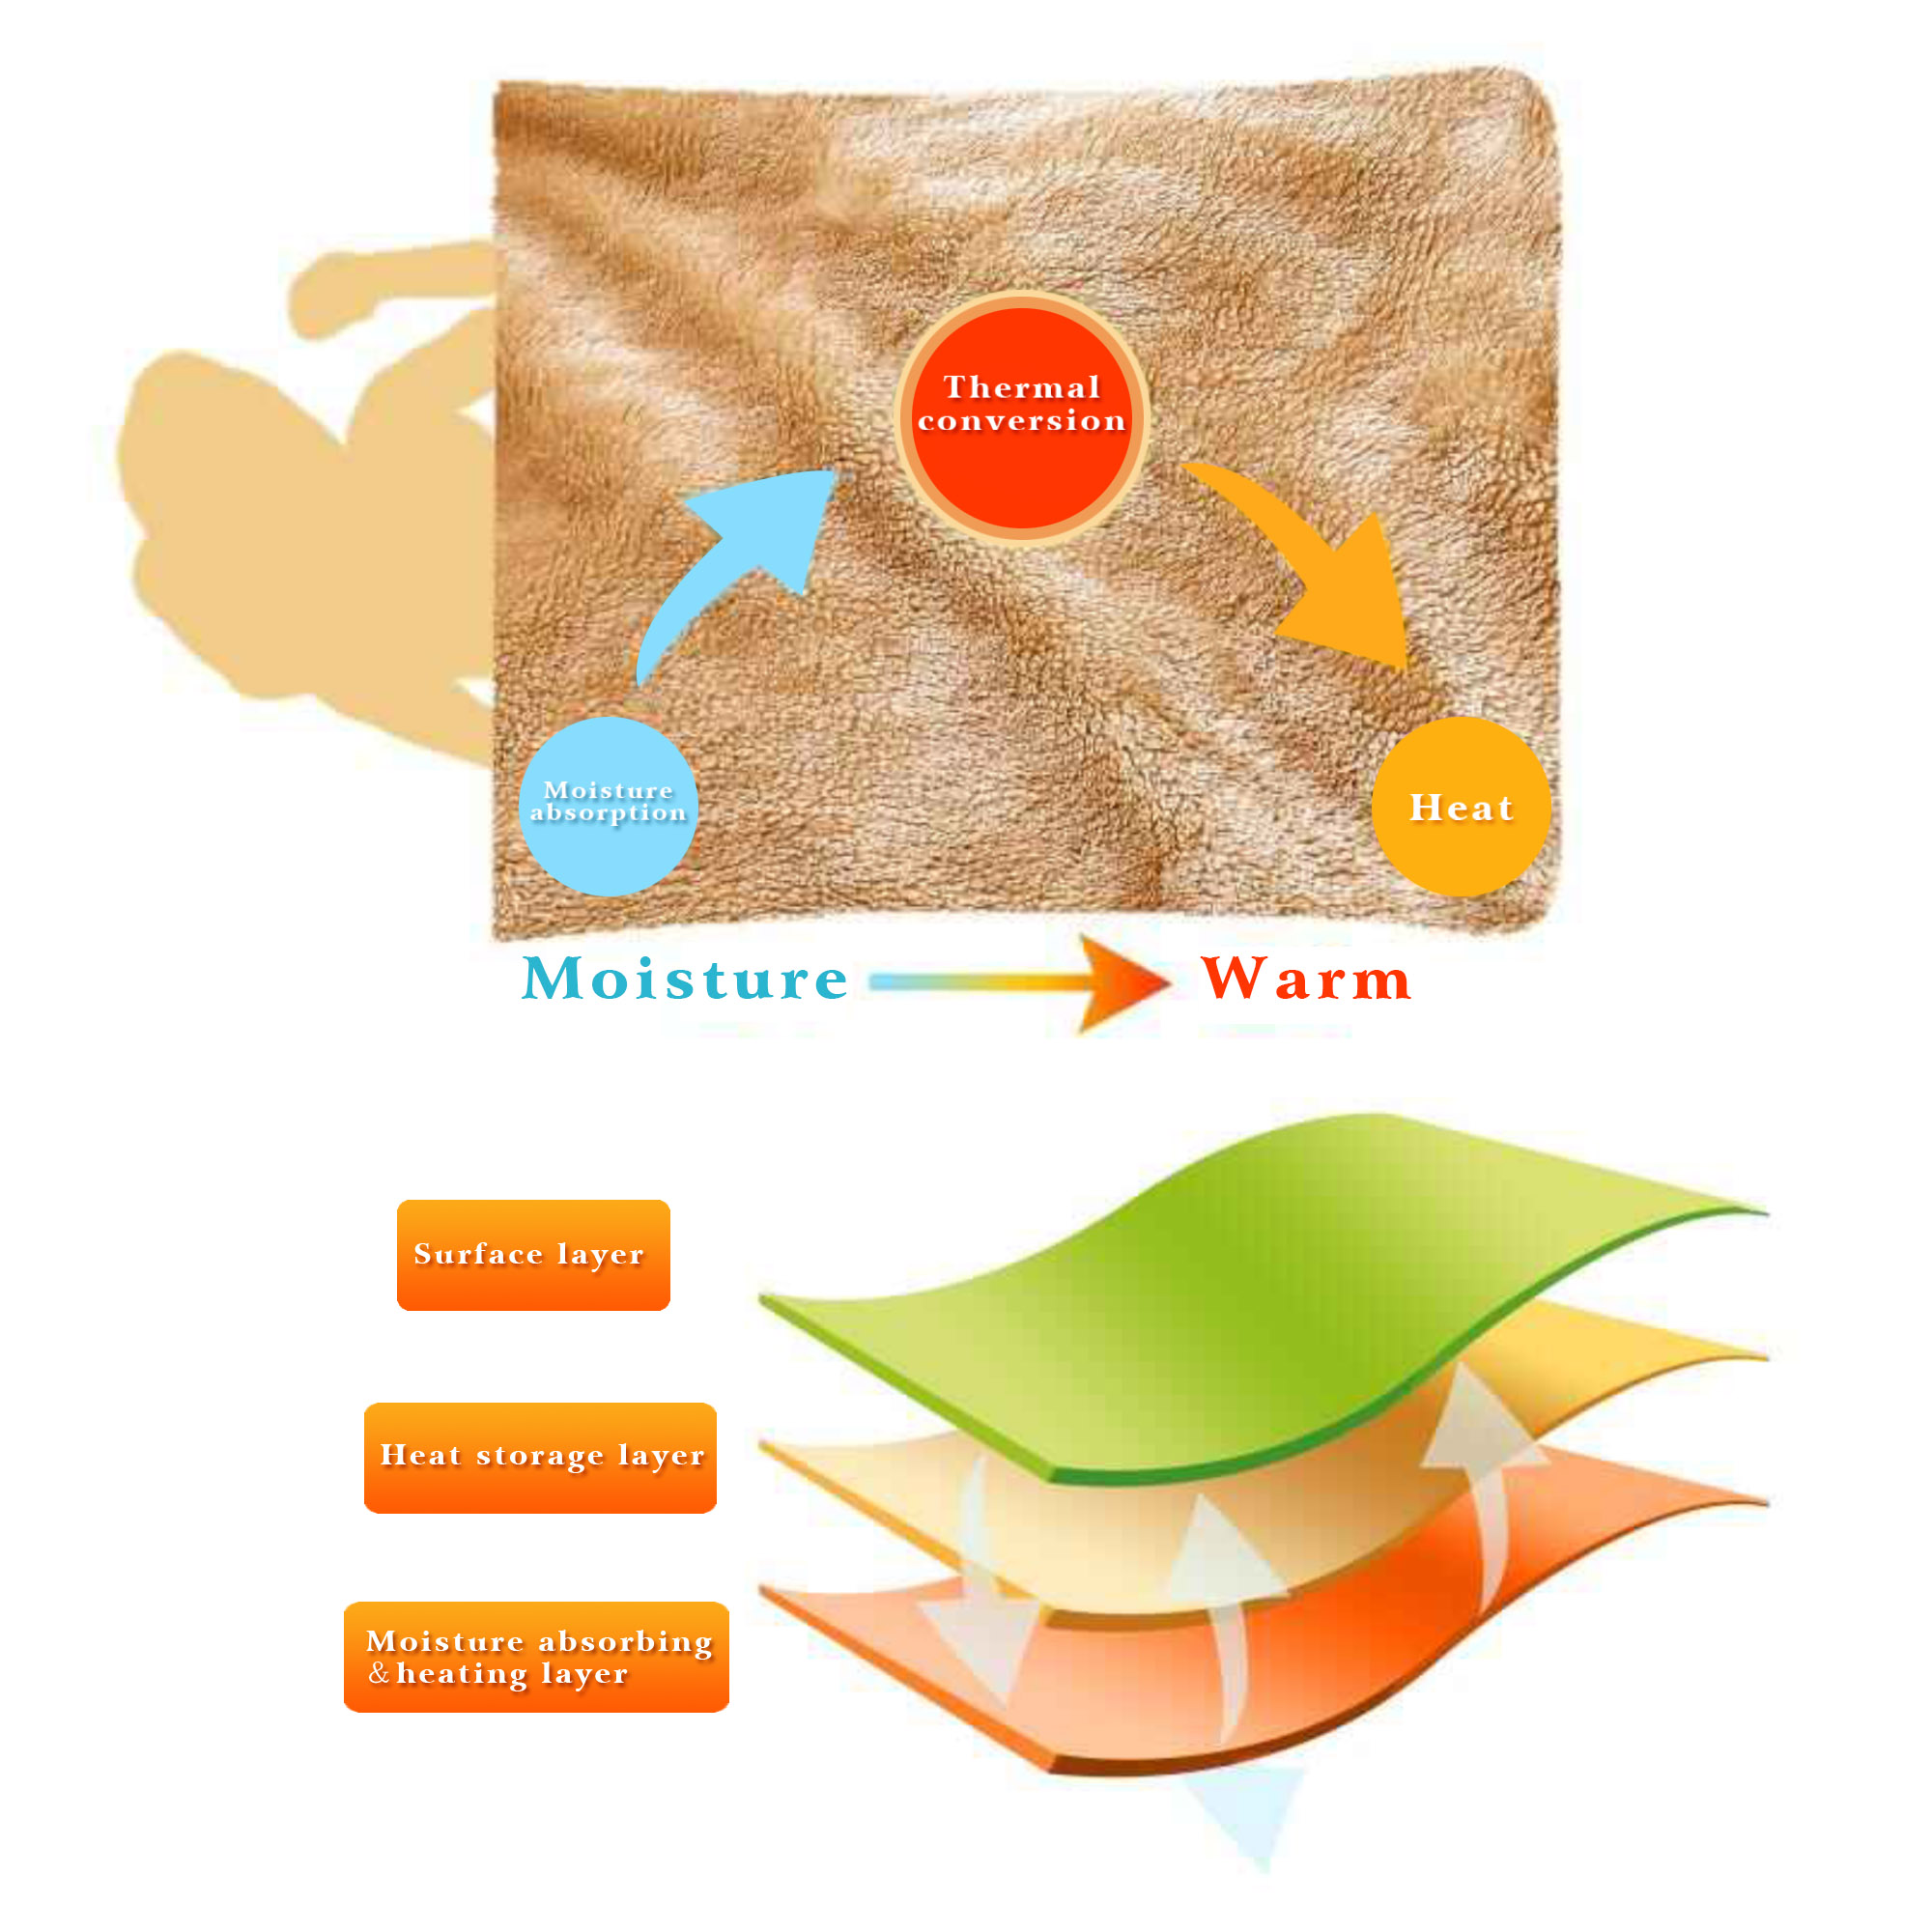 Thermal
conversion
Moisture
absorption
Heat
Moisture
Warm
Surface layer
Heat storage layer
Moisture absorbing
&heating layer